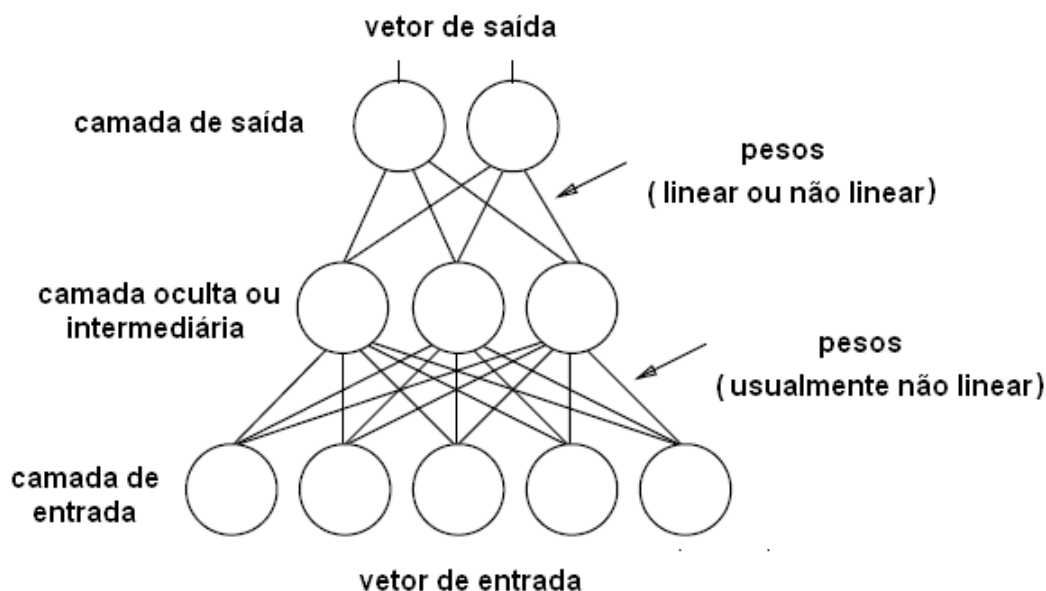 vetor de saída
camada de saída
pesos
(linear ou não linear)
camada oculta ou
intermediária
pesos
(usualmente não linear)
camada de
entrada
vetor de entrada